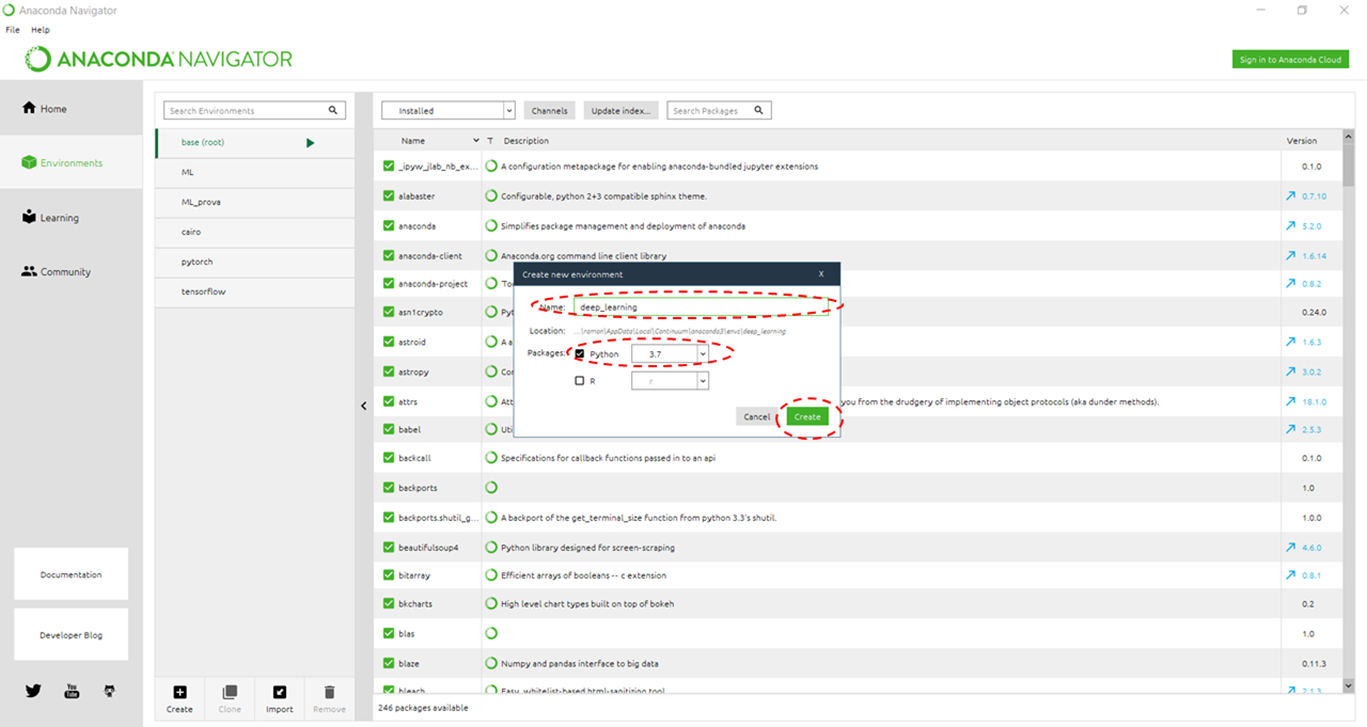 Anaconda Navigator
File Help
ANACONDA NAVIGATOR
Sign in to Anaconda Cloud
Home
Environments
Learning
Community
Documentation
Developer Blog
You Tube
Search Environments
base (root)
ML
ML_prova
cairo
pytorch
tensorflow
Create Clone Import Remove
Installed Channels Update index... Search Packages
Name T Description Version
_ipyw_jlab_nb_ex... A configuration metapackage for enabling anaconda-bundled jupyter extensions 0.1.0
alabaster Configurable, python 2+3 compatible sphinx theme. 0.7.10
anaconda Simplifies package management and deployment of anaconda 5.2.0
anaconda-client Anaconda.org command line client library 1.6.14
anaconda-project To 0.8.2
asn1crypto Pyt 0.24.0
astroid A a 1.6.3
astropy Con 3.0.2
attrs Att you from the drudgery of implementing object protocols (aka dunder methods). 18.1.0
babel Uti 2.5.3
backcall Specifications for callback functions passed in to an api 0.1.0
backports 1.0
backports.shutil_g... A backport of the get_terminal_size function from python 3.3's shutil. 1.0.0
beautifulsoup4 Python library designed for screen-scraping 4.6.0
bitarray Efficient arrays of booleans -- c extension 0.8.1
bkcharts High level chart types built on top of bokeh 0.2
blas 1.0
blaze Numpy and pandas interface to big data 0.11.3
bleach Easy, whitelist-based html-sanitizing tool 2.1.3
246 packages available
Create new environment X
Name: deep_learning
Location: ...\ramon\AppData\Local\Continuum\anaconda3\envs\deep_learning
Packages: Python 3.7
R r
Cancel Create